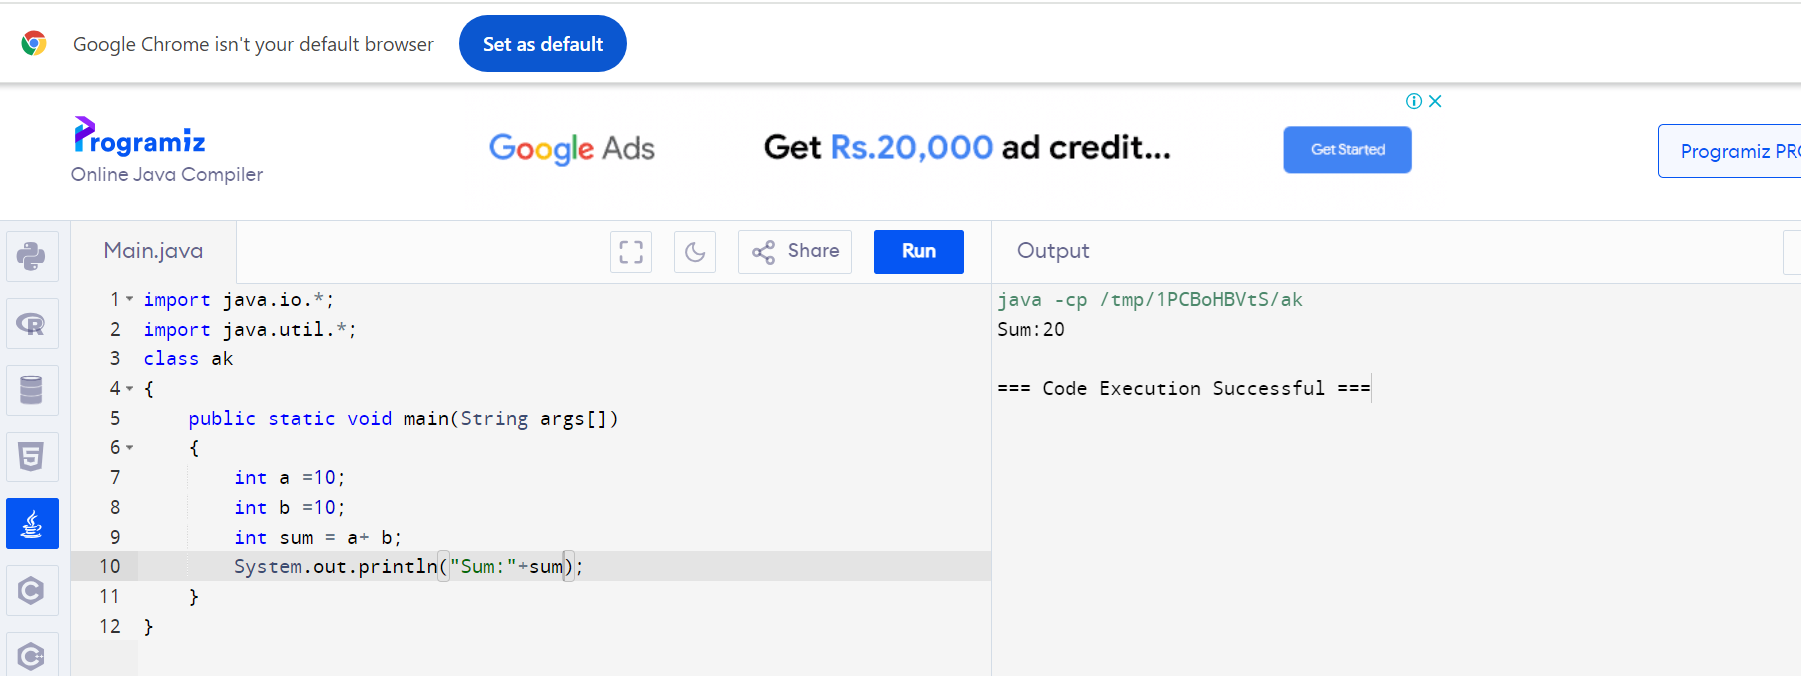 Google Chrome isn't your default browser Set as default
Programiz
Online Java Compiler
Google Ads Get Rs.20,000 ad credit... Get Started
Programiz PRO
Main.java Share Run Output
1 import java.io.*;
2 import java.util.*;
3 class ak
4 {
5 public static void main(String args[])
6 {
7 int a =10;
8 int b =10;
9 int sum = a+ b;
10 System.out.println("Sum:"+sum);
11 }
12 }
java -cp /tmp/1PCBoHBVtS/ak
Sum:20
=== Code Execution Successful ===